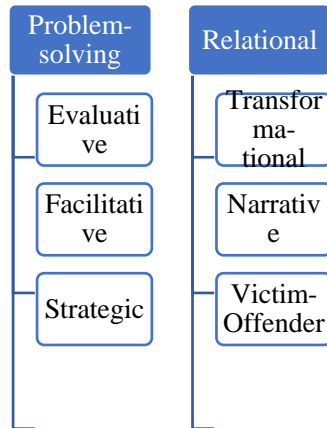 Problem-
solving
Evaluati
ve
Facilitati
ve
Strategic
Relational
Transfor
ma-
tional
Narrativ
e
Victim-
Offender